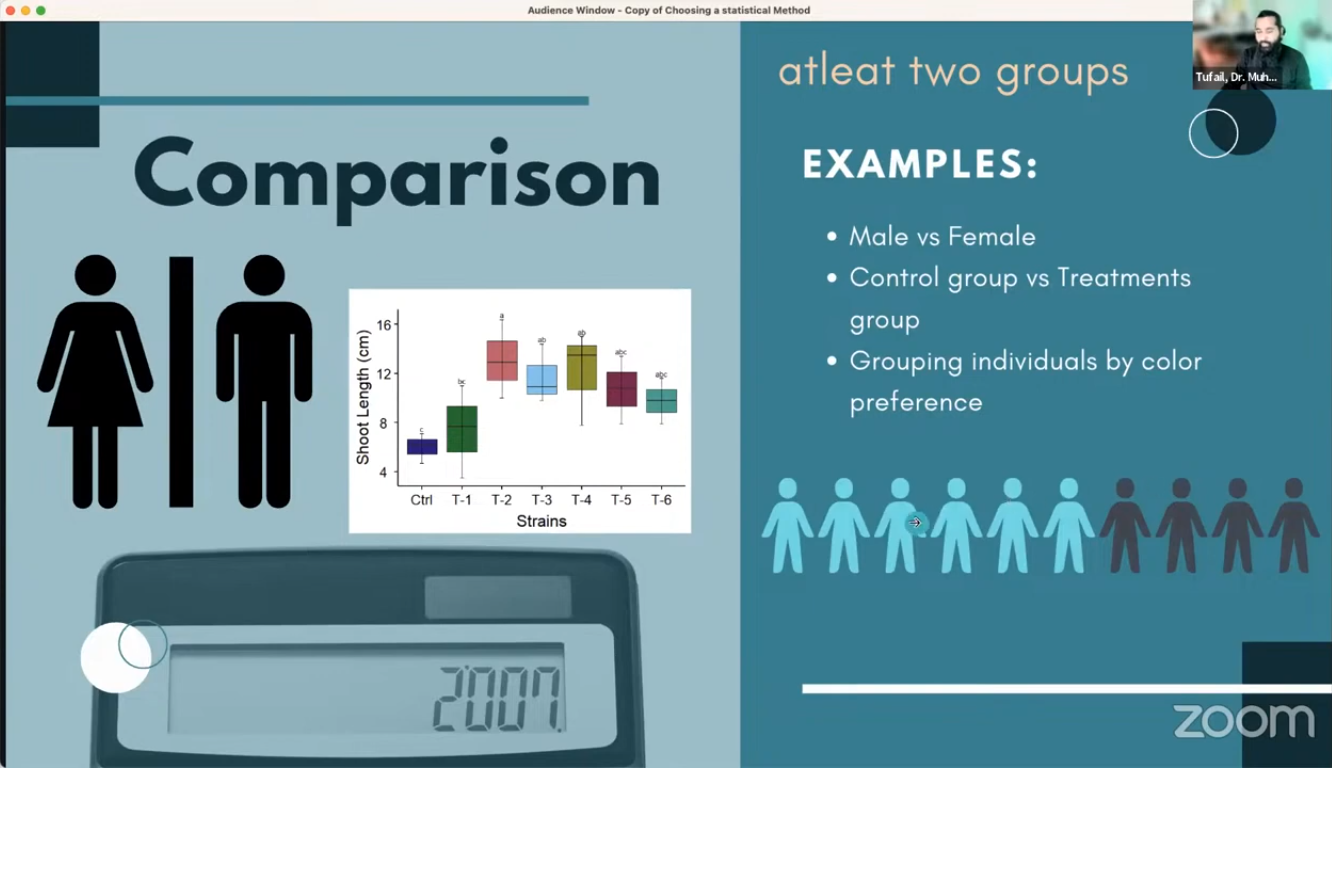 Audience Window - Copy of Choosing a statistical Method
Tufail, Dr. Muh...
Comparison
16
12
8
4
Shoot Length (cm)
c
bc
a
ab
ab
abc
abc
Ctrl T-1 T-2 T-3 T-4 T-5 T-6
Strains
2007.
atleat two groups
EXAMPLES:
• Male vs Female
• Control group vs Treatments
group
• Grouping individuals by color
preference
zoom